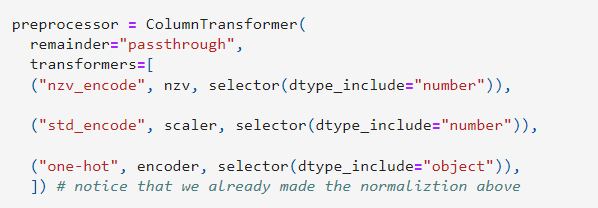 preprocessor = ColumnTransformer(
  remainder="passthrough",
  transformers=[
  ("nzv_encode", nzv, selector(dtype_include="number")),
  ("std_encode", scaler, selector(dtype_include="number")),
  ("one-hot", encoder, selector(dtype_include="object")),
  ]) # notice that we already made the normaliztion above